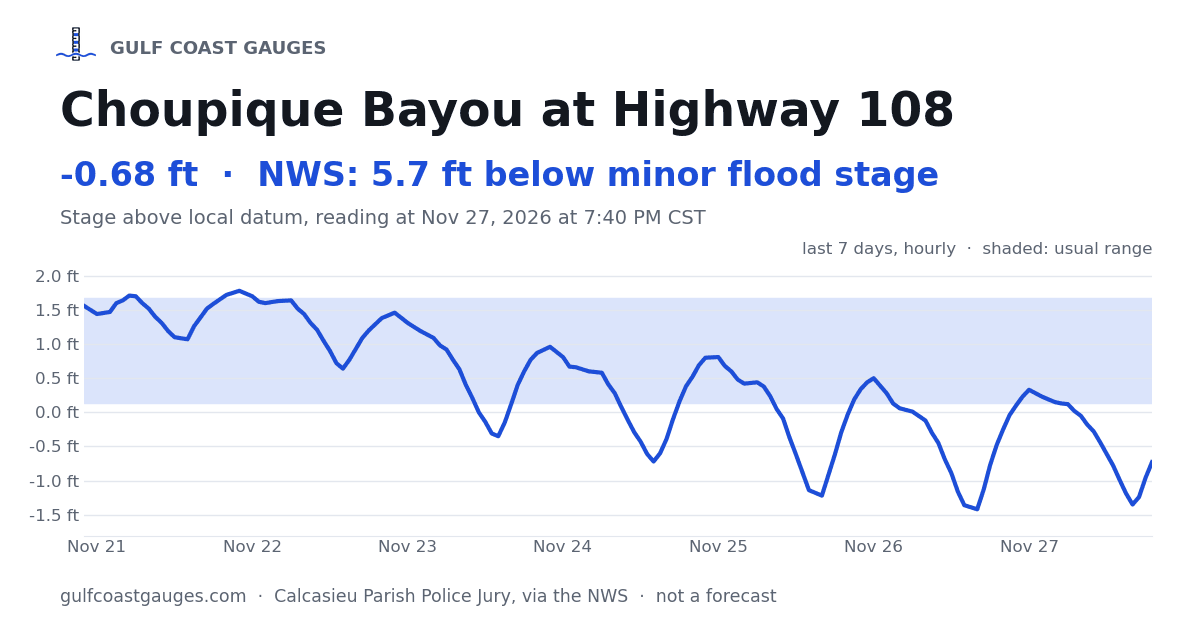 GULF COAST GAUGES
Choupique Bayou at Highway 108
-0.68 ft · NWS: 5.7 ft below minor flood stage
Stage above local datum, reading at Nov 27, 2026 at 7:40 PM CST
last 7 days, hourly · shaded: usual range
2.0 ft
1.5 ft
1.0 ft
0.5 ft
0.0 ft
-0.5 ft
-1.0 ft
-1.5 ft
Nov 21 Nov 22 Nov 23 Nov 24 Nov 25 Nov 26 Nov 27
gulfcoastgauges.com · Calcasieu Parish Police Jury, via the NWS · not a forecast